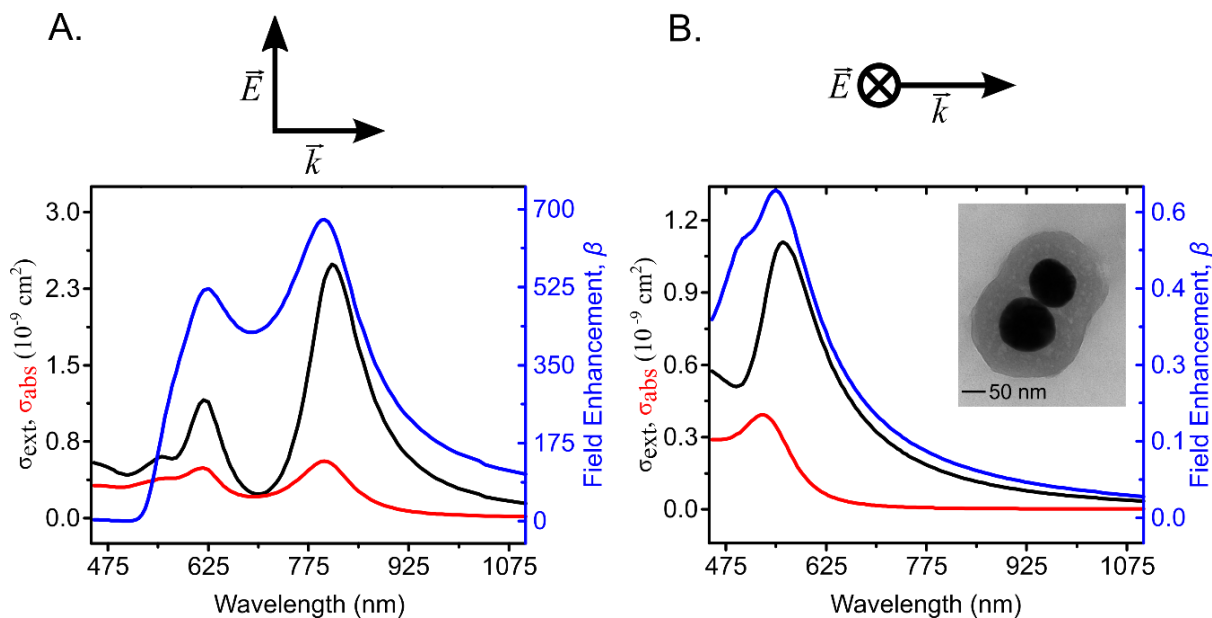 A.
B.
E⃗
k⃗
E⃗
k⃗
σext, σabs (10⁻⁹ cm²)
3.0
2.3
1.5
0.8
0.0
700
525
350
175
0
Field Enhancement, β
475 625 775 925 1075
Wavelength (nm)
σext, σabs (10⁻⁹ cm²)
1.2
0.9
0.6
0.3
0.0
0.6
0.4
0.3
0.1
0.0
Field Enhancement, β
50 nm
475 625 775 925 1075
Wavelength (nm)